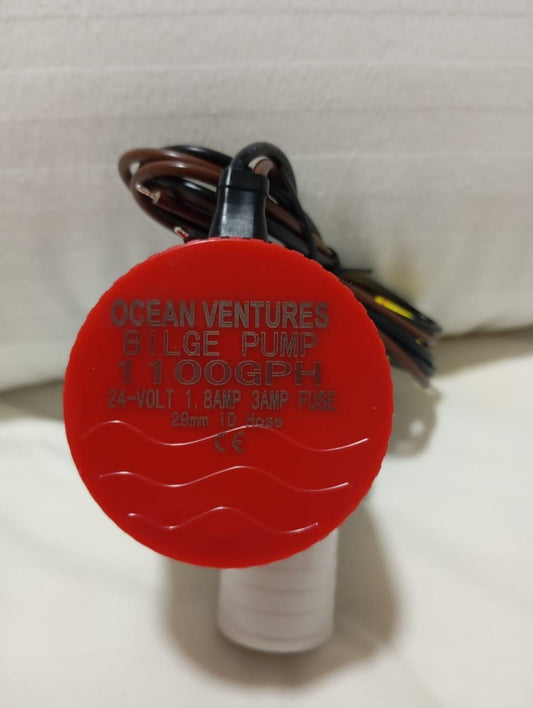 OCEAN VENTURES
BILGE PUMP
1100GPH
24-VOLT 1.8AMP 3AMP FUSE
29mm ID Hose
CE